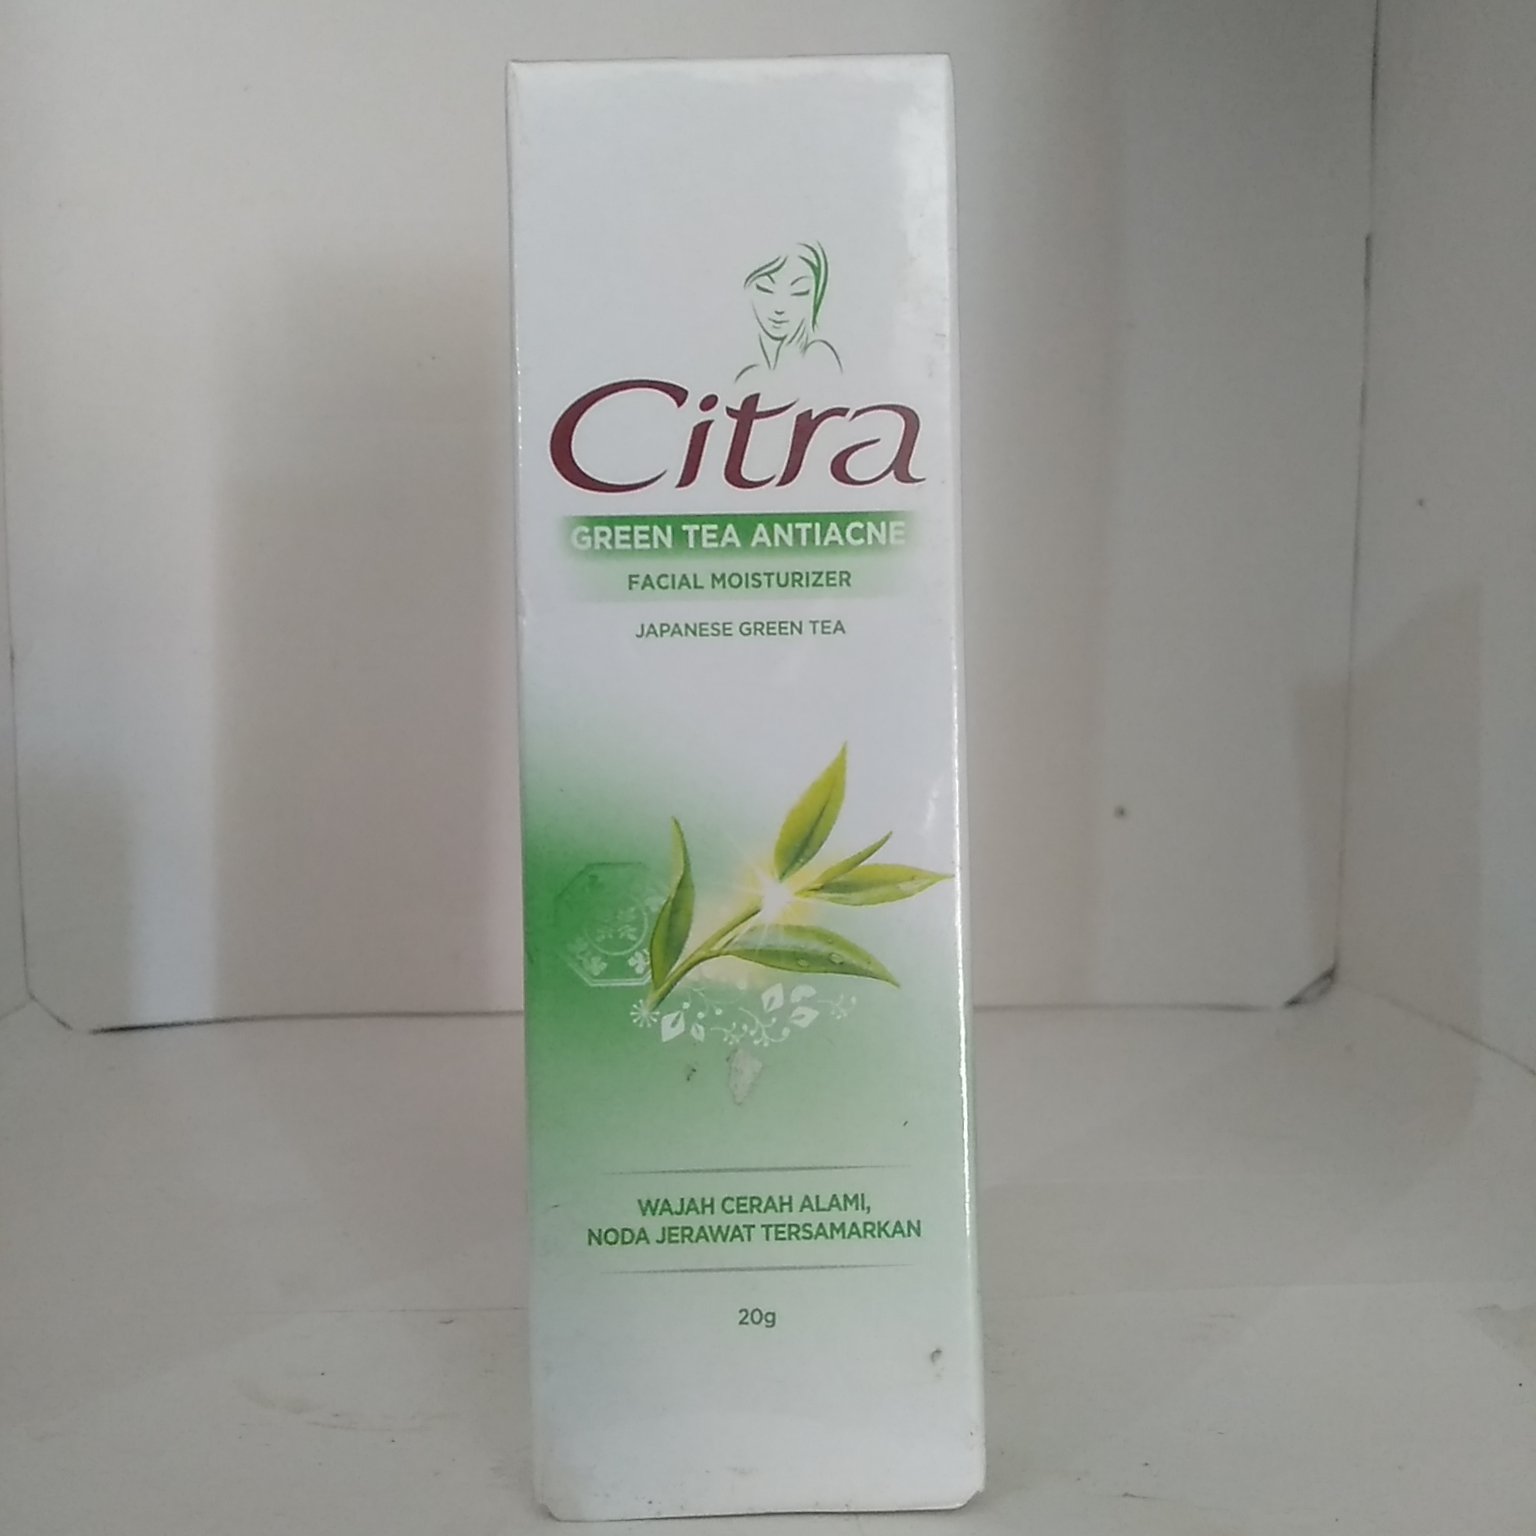 Citra
GREEN TEA ANTIACNE
FACIAL MOISTURIZER
JAPANESE GREEN TEA
WAJAH CERAH ALAMI,
NODA JERAWAT TERSAMARKAN
20g